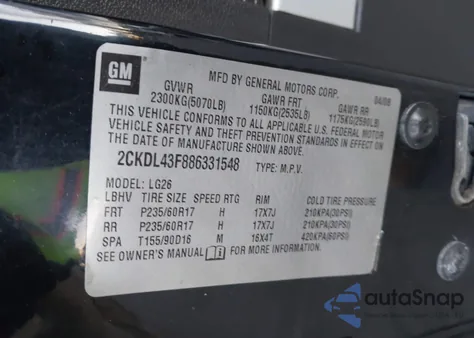 GM
MFD BY GENERAL MOTORS CORP. 04/08
GVWR GAWR FRT GAWR RR
2300KG(5070LB) 1150KG(2535LB) 1175KG(2590LB)
THIS VEHICLE CONFORMS TO ALL APPLICABLE U.S. FEDERAL MOTOR
VEHICLE SAFETY AND THEFT PREVENTION STANDARDS IN EFFECT ON THE
DATE OF MANUFACTURE SHOWN ABOVE.
2CKDL43F886331548 TYPE: M.P.V.
MODEL: LG26
LBHV TIRE SIZE SPEED RTG RIM COLD TIRE PRESSURE
FRT P235/60R17 H 17X7J 210KPA(30PSI)
RR P235/60R17 H 17X7J 210KPA(30PSI)
SPA T155/90D16 M 16X4T 420KPA(60PSI)
SEE OWNER'S MANUAL FOR MORE INFORMATION.
autoSnap